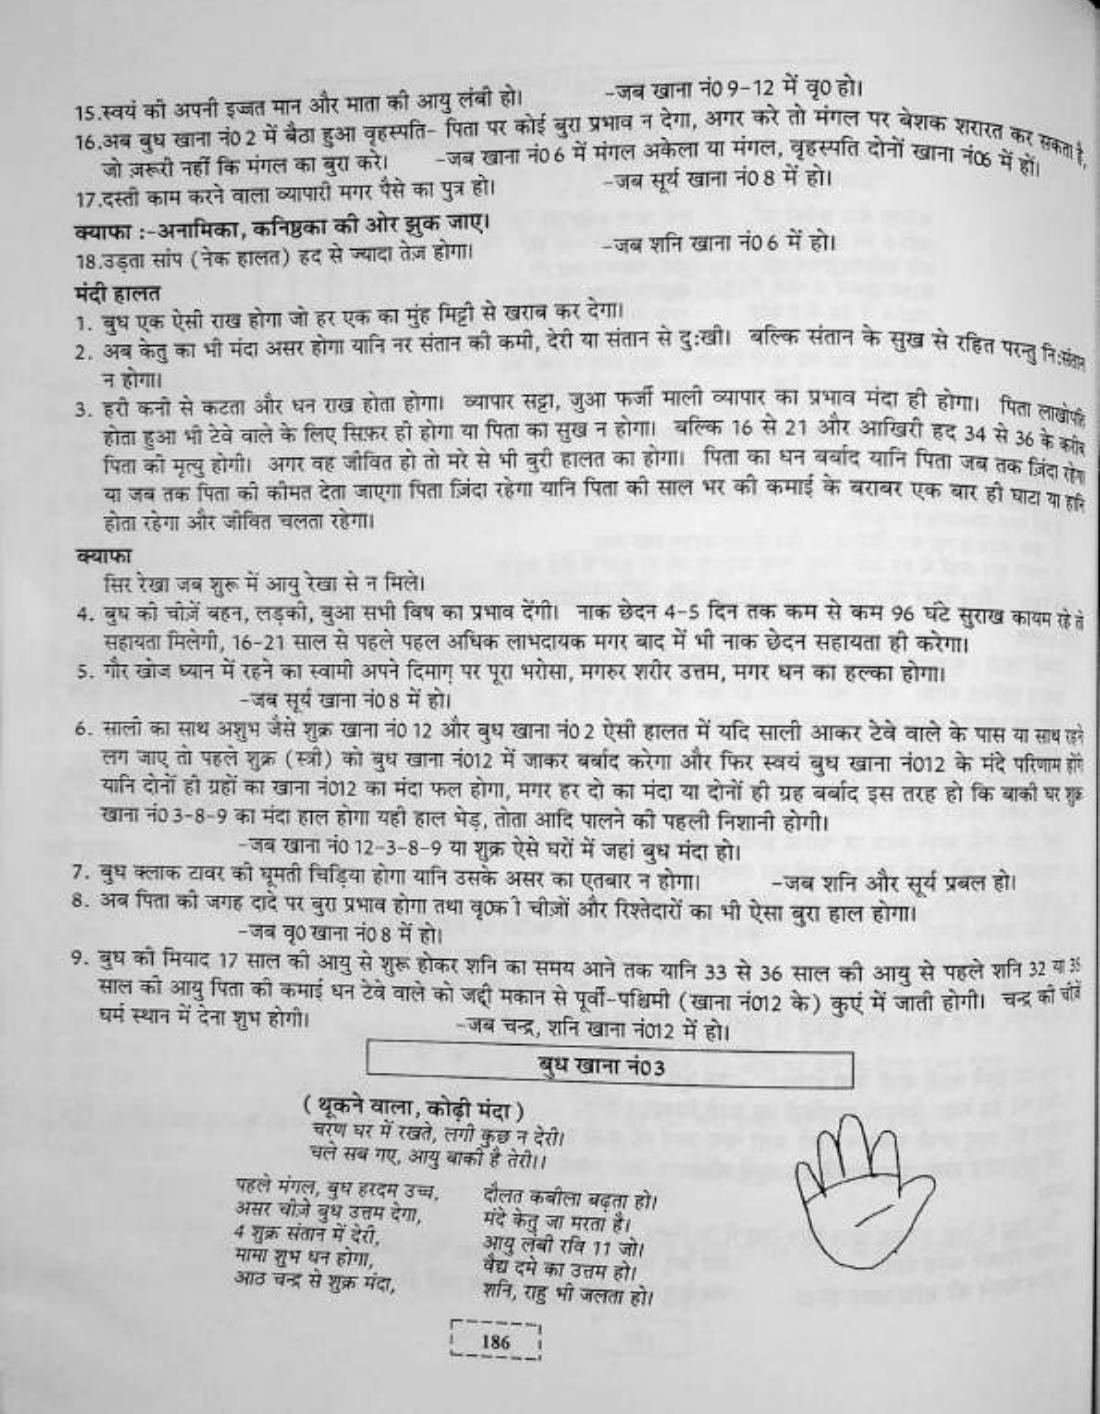 15.स्वयं की अपनी इज्जत मान और माता की आयु लंबी हो। -जब खाना नं0 9-12 में वृ0 हो।
16.अब बुध खाना नं0 2 में बैठा हुआ वृहस्पति- पिता पर कोई बुरा प्रभाव न देगा, अगर करे तो मंगल पर बेशक शरारत कर सकता है,
जो ज़रूरी नहीं कि मंगल का बुरा करे। -जब खाना नं0 6 में मंगल अकेला या मंगल, वृहस्पति दोनों खाना नं06 में हों।
17.दस्ती काम करने वाला व्यापारी मगर पैसे का पुत्र हो। -जब सूर्य खाना नं0 8 में हो।
क्याफा :-अनामिका, कनिष्ठका की ओर झुक जाए।
18.उड़ता सांप (नेक हालत) हद से ज्यादा तेज़ होगा। -जब शनि खाना नं0 6 में हो।
मंदी हालत
1. बुध एक ऐसी राख होगा जो हर एक का मुंह मिट्टी से खराब कर देगा।
2. अब केतु का भी मंदा असर होगा यानि नर संतान की कमी, देरी या संतान से दुःखी। बल्कि संतान के सुख से रहित परन्तु निःसंतान
न होगा।
3. हरी कनी से कटता और धन राख होता होगा। व्यापार सट्टा, जुआ फर्जी माली व्यापार का प्रभाव मंदा ही होगा। पिता लाखोपति
होता हुआ भी टेवे वाले के लिए सिफ़र ही होगा या पिता का सुख न होगा। बल्कि 16 से 21 और आखिरी हद 34 से 36 के करीब
पिता की मृत्यु होगी। अगर वह जीवित हो तो मरे से भी बुरी हालत का होगा। पिता का धन बर्बाद यानि पिता जब तक ज़िंदा रहेगा
या जब तक पिता की कीमत देता जाएगा पिता ज़िंदा रहेगा यानि पिता की साल भर की कमाई के बराबर एक बार ही घाटा या हानि
होता रहेगा और जीवित चलता रहेगा।
क्याफा
सिर रेखा जब शुरू में आयु रेखा से न मिले।
4. बुध की चीज़ें बहन, लड़की, बुआ सभी विष का प्रभाव देंगी। नाक छेदन 4-5 दिन तक कम से कम 96 घंटे सुराख कायम रहे तो
सहायता मिलेगी, 16-21 साल से पहले पहल अधिक लाभदायक मगर बाद में भी नाक छेदन सहायता ही करेगा।
5. गौर खोज ध्यान में रहने का स्वामी अपने दिमाग़ पर पूरा भरोसा, मगरुर शरीर उत्तम, मगर धन का हल्का होगा।
-जब सूर्य खाना नं0 8 में हो।
6. साली का साथ अशुभ जैसे शुक्र खाना नं0 12 और बुध खाना नं0 2 ऐसी हालत में यदि साली आकर टेवे वाले के पास या साथ रहने
लग जाए तो पहले शुक्र (स्त्री) को बुध खाना नं012 में जाकर बर्बाद करेगा और फिर स्वयं बुध खाना नं012 के मंदे परिणाम होंगे
यानि दोनों ही ग्रहों का खाना नं012 का मंदा फल होगा, मगर हर दो का मंदा या दोनों ही ग्रह बर्बाद इस तरह हो कि बाकी घर शुक्र
खाना नं0 3-8-9 का मंदा हाल होगा यही हाल भेड़, तोता आदि पालने की पहली निशानी होगी।
-जब खाना नं0 12-3-8-9 या शुक्र ऐसे घरों में जहां बुध मंदा हो।
7. बुध क्लाक टावर की घूमती चिड़िया होगा यानि उसके असर का एतबार न होगा। -जब शनि और सूर्य प्रबल हो।
8. अब पिता की जगह दादे पर बुरा प्रभाव होगा तथा वृ0क ी चीज़ों और रिश्तेदारों का भी ऐसा बुरा हाल होगा।
-जब वृ0 खाना नं0 8 में हो।
9. बुध की मियाद 17 साल की आयु से शुरू होकर शनि का समय आने तक यानि 33 से 36 साल की आयु से पहले शनि 32 या 35
साल की आयु पिता की कमाई धन टेवे वाले को जद्दी मकान से पूर्वी-पश्चिमी (खाना नं012 के) कुएं में जाती होगी। चन्द्र की चीज़ें
धर्म स्थान में देना शुभ होगी। -जब चन्द्र, शनि खाना नं012 में हो।
बुध खाना नं03
( थूकने वाला, कोढ़ी मंदा )
चरण घर में रखते, लगी कुछ न देरी।
चले सब गए, आयु बाकी है तेरी।।
पहले मंगल, बुध हरदम उच्च, दौलत कबीला बढ़ता हो।
असर चीज़े बुध उत्तम देगा, मंदे केतु जा मरता है।
4 शुक्र संतान में देरी, आयु लंबी रवि 11 जो।
मामा शुभ धन होगा, वैद्य दमे का उत्तम हो।
आठ चन्द्र से शुक्र मंदा, शनि, राहु भी जलता हो।
186